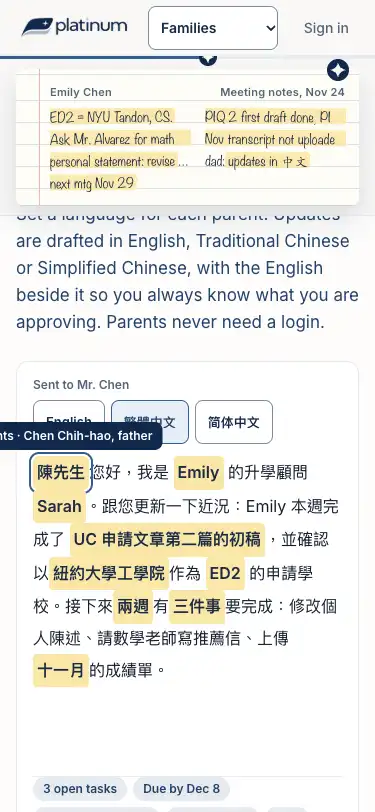 platinum
Families
Sign in
Emily Chen
Meeting notes, Nov 24
ED2 = NYU Tandon, CS.
Ask Mr. Alvarez for math
personal statement: revise ...
next mtg Nov 29
PIQ 2 first draft done, PI
Nov transcript not uploade
dad: updates in 中文
Set a language for each parent. Updates
are drafted in English, Traditional Chinese
or Simplified Chinese, with the English
beside it so you always know what you are
approving. Parents never need a login.
Sent to Mr. Chen
English
繁體中文
简体中文
nts · Chen Chih-hao, father
陳先生您好，我是 Emily 的升學顧問
Sarah。跟您更新一下近況：Emily 本週完
成了 UC 申請文章第二篇的初稿，並確認
以紐約大學工學院作為 ED2 的申請學
校。接下來兩週有三件事要完成：修改個
人陳述、請數學老師寫推薦信、上傳
十一月的成績單。
3 open tasks
Due by Dec 8